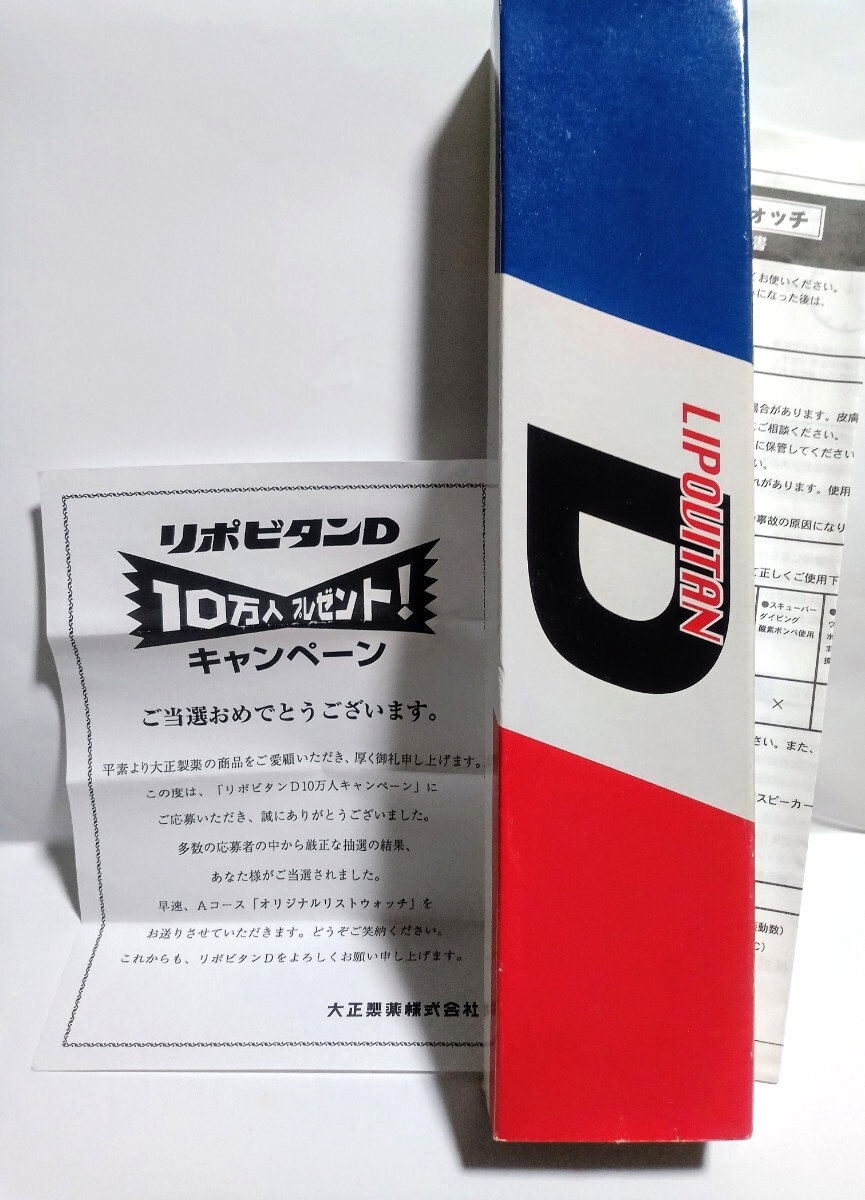 リポビタンD
10万人 プレゼント!
キャンペーン
ご当選おめでとうございます。
平素より大正製薬の商品をご愛顧いただき、厚く御礼申し上げます。
この度は、「リポビタンD10万人キャンペーン」に
ご応募いただき、誠にありがとうございました。
多数の応募者の中から厳正な抽選の結果、
あなた様がご当選されました。
早速、Aコース「オリジナルリストウォッチ」を
お送りさせていただきます。どうぞご笑納ください。
これからも、リポビタンDをよろしくお願い申し上げます。
大正製薬株式会社
LIPOVITAN
D
ォッチ
書
お使いください。
になった後は、
場合があります。皮膚
ご相談ください。
に保管してください
い。
れがあります。使用
事故の原因になり
て正しくご使用下
●スキューバー
ダイビング
酸素ボンベ使用
×
さい。また、
スピーカー
動数)
C)